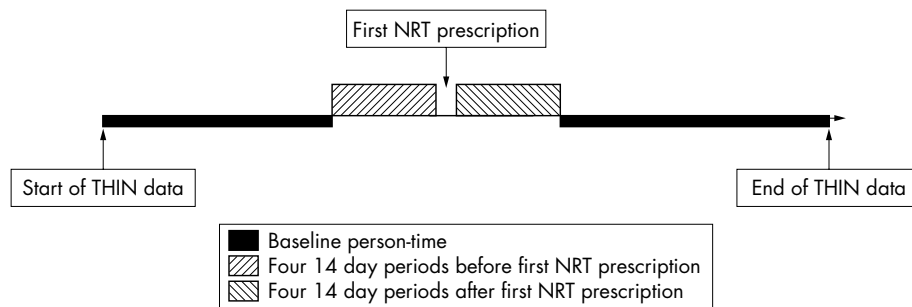 First NRT prescription
Start of THIN data
End of THIN data
Baseline person-time
Four 14 day periods before first NRT prescription
Four 14 day periods after first NRT prescription